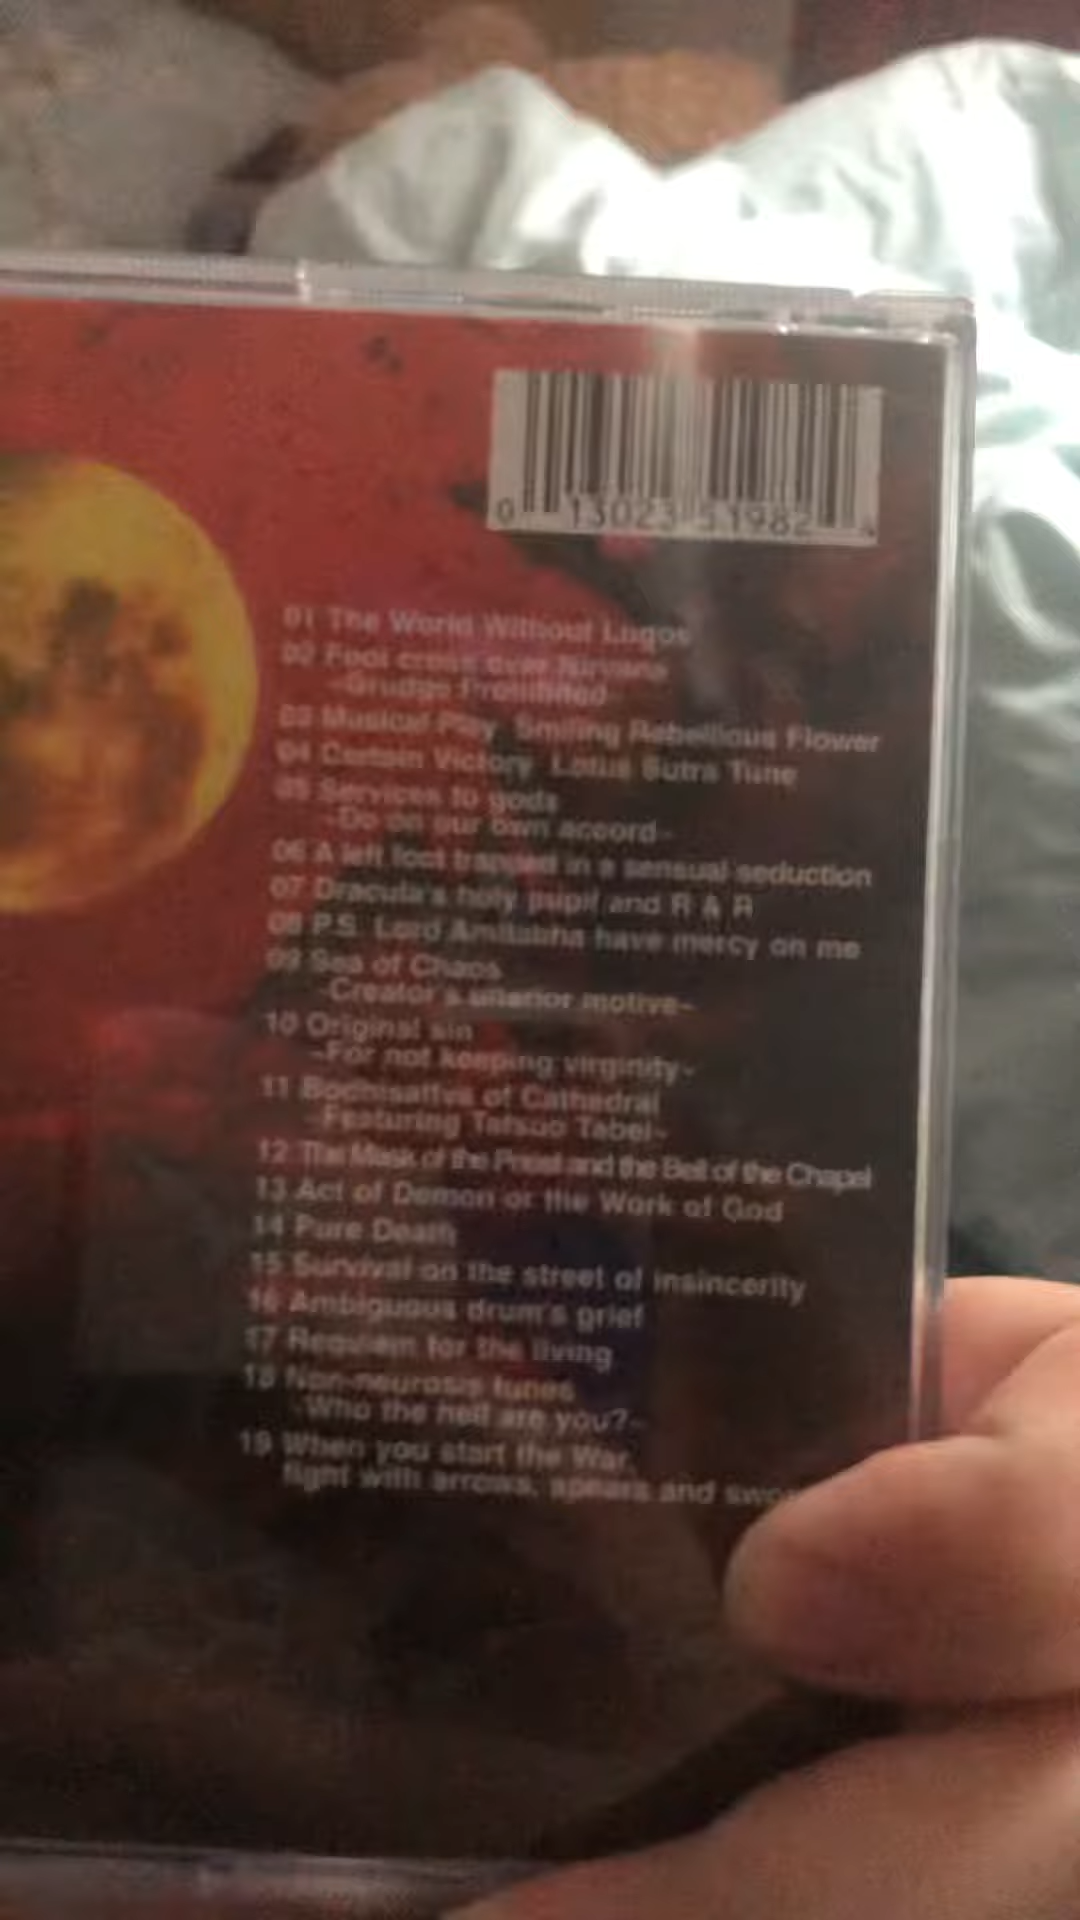 0 13023 51982
01 The World Without Logos
02 Foot cross over Nirvana
~Grudge Prohibited~
03 Musical Play Smiling Rebellious Flower
04 Certain Victory Lotus Sutra Tune
05 Services to gods
~Do on our own accord~
06 A left foot trapped in a sensual seduction
07 Dracula's holy pupil and R & R
08 P.S. Lord Amitabha have mercy on me
09 Sea of Chaos
~Creator's ulterior motive~
10 Original sin
~For not keeping virginity~
11 Bodhisattva of Cathedral
~Featuring Tatsuo Tabei~
12 The Mask of the Priest and the Bell of the Chapel
13 Act of Demon or the Work of God
14 Pure Death
15 Survival on the street of insincerity
16 Ambiguous drum's grief
17 Requiem for the living
18 Non-neurosis tunes
~Who the hell are you?~
19 When you start the War,
fight with arrows, spears and